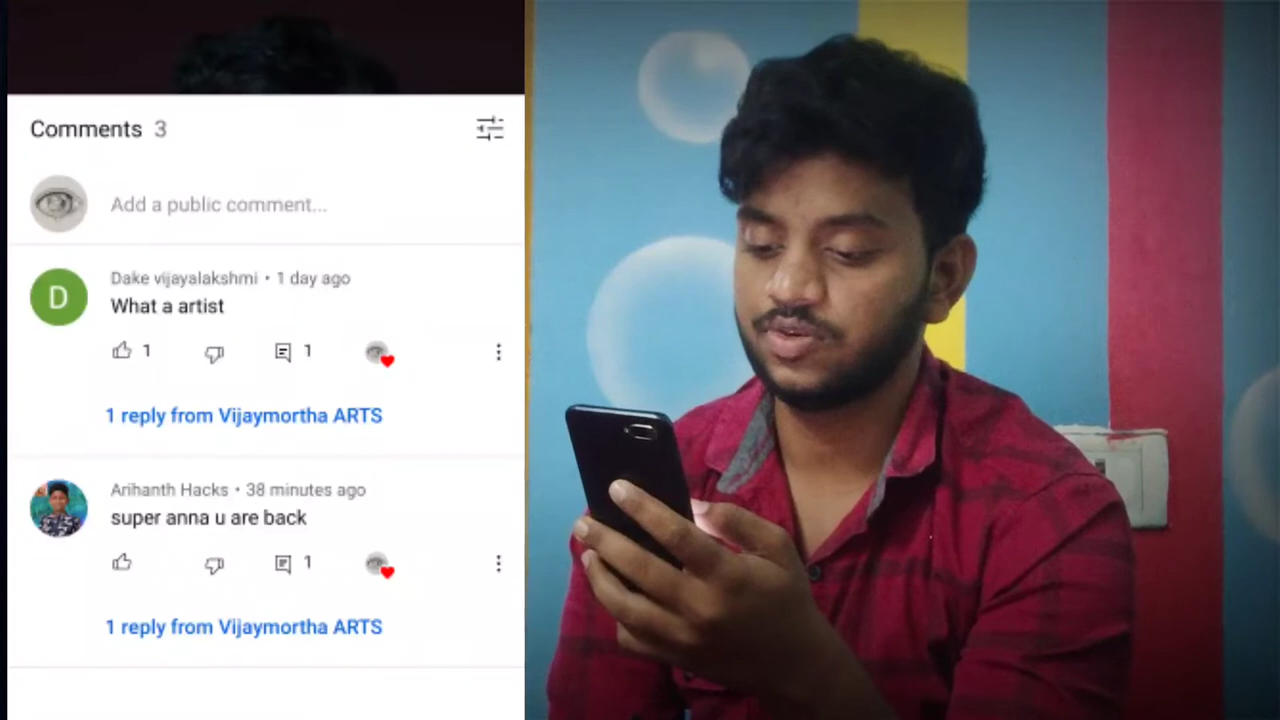 Comments 3
Add a public comment...
D
Dake vijayalakshmi • 1 day ago
What a artist
1 1
1 reply from Vijaymortha ARTS
Arihanth Hacks • 38 minutes ago
super anna u are back
1
1 reply from Vijaymortha ARTS